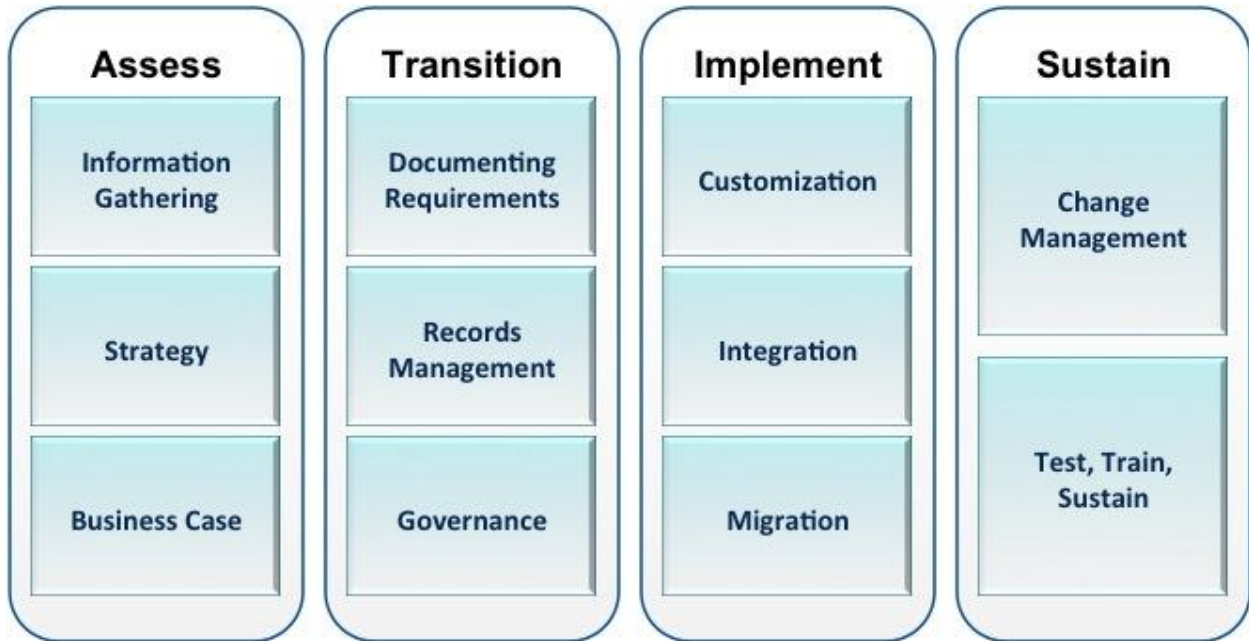 Assess
Information
Gathering
Strategy
Business Case
Transition
Documenting
Requirements
Records
Management
Governance
Implement
Customization
Integration
Migration
Sustain
Change
Management
Test, Train,
Sustain